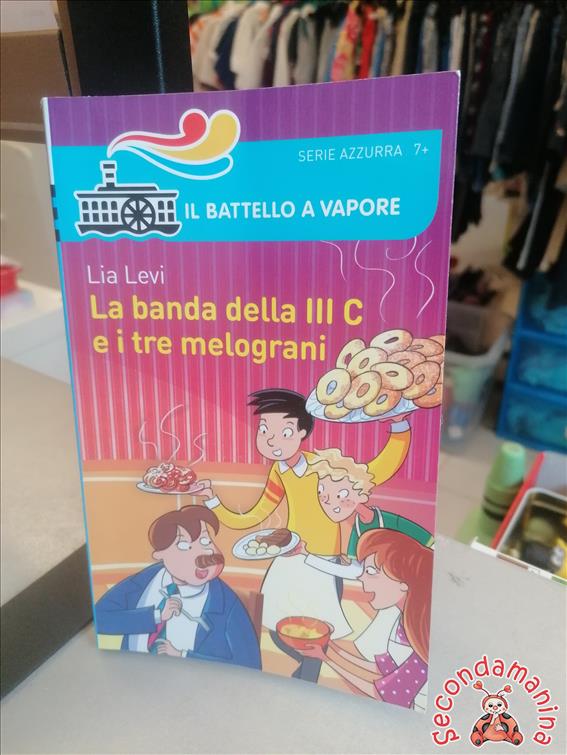 SERIE AZZURRA 7+
IL BATTELLO A VAPORE
Lia Levi
La banda della III C
e i tre melograni
Secondamanina